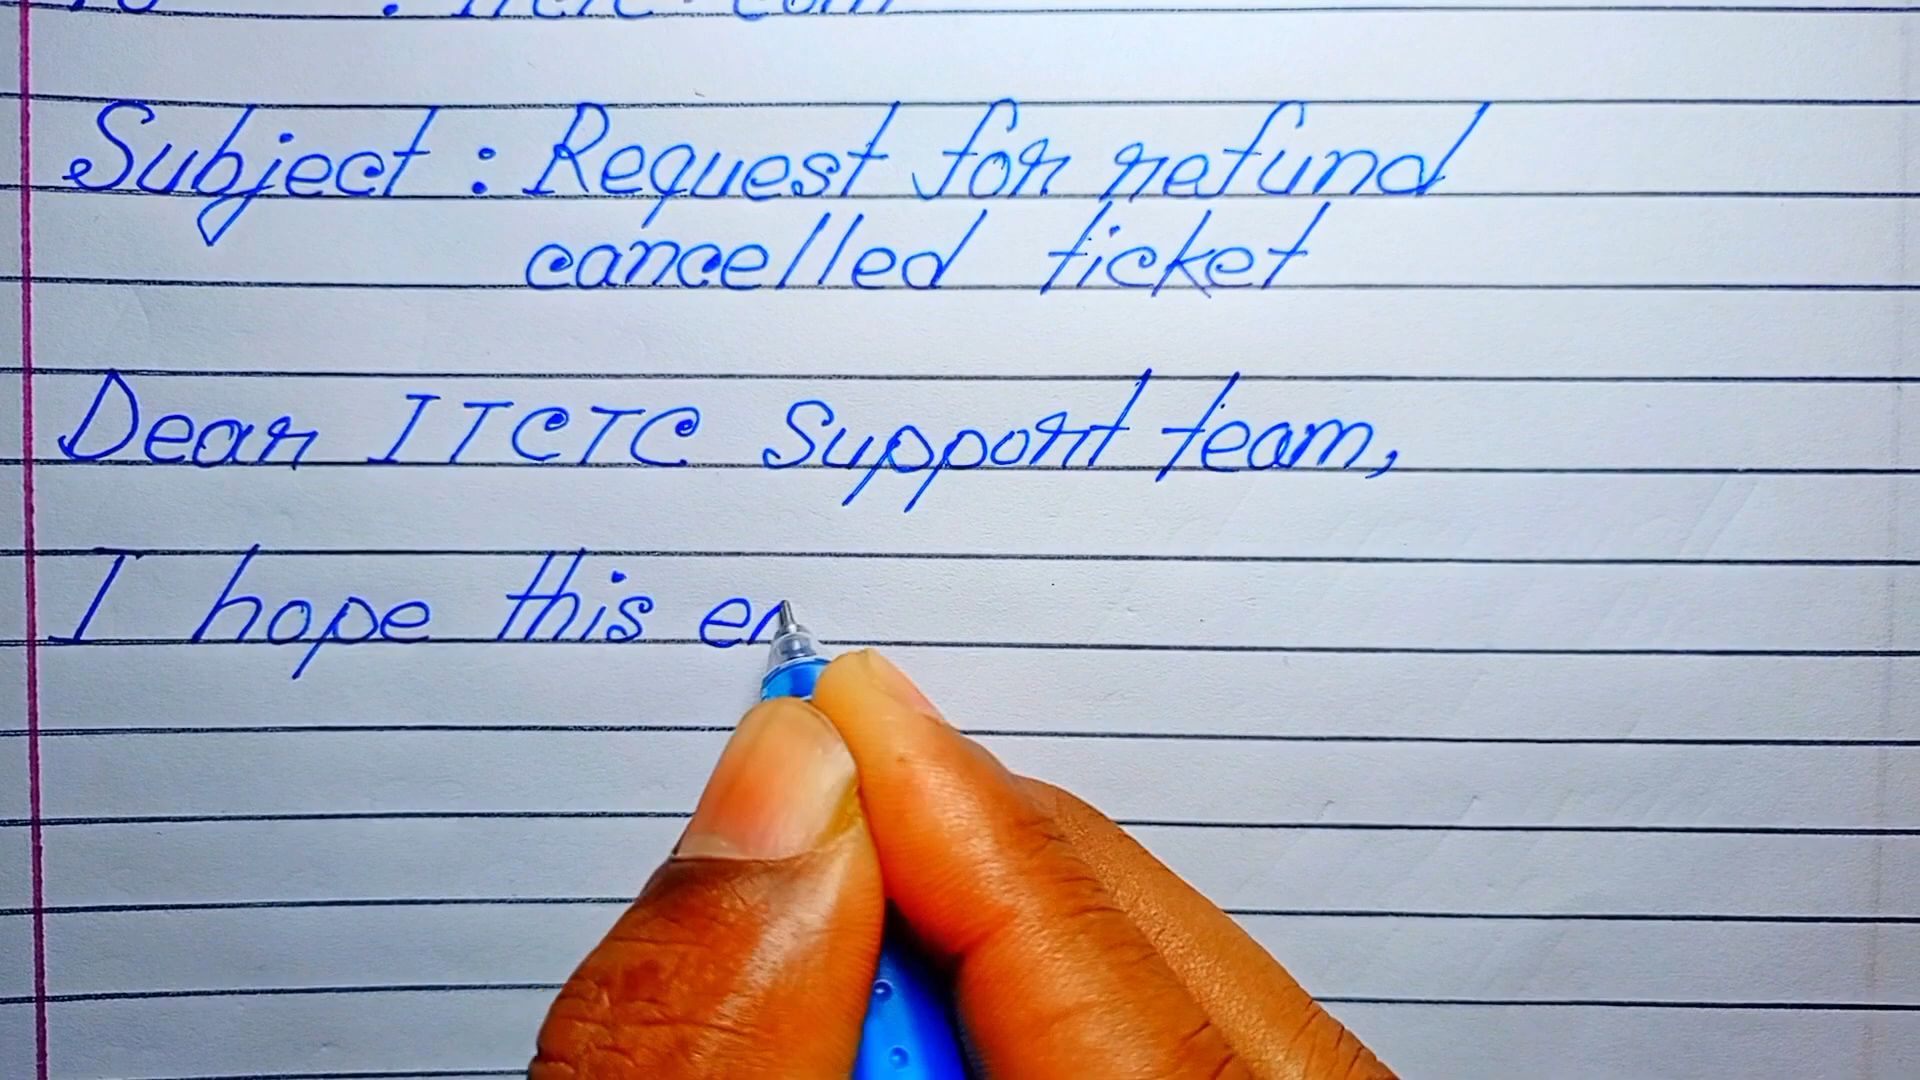 Subject : Request for refund
cancelled ticket
Dear ITCTC Support team,
I hope this